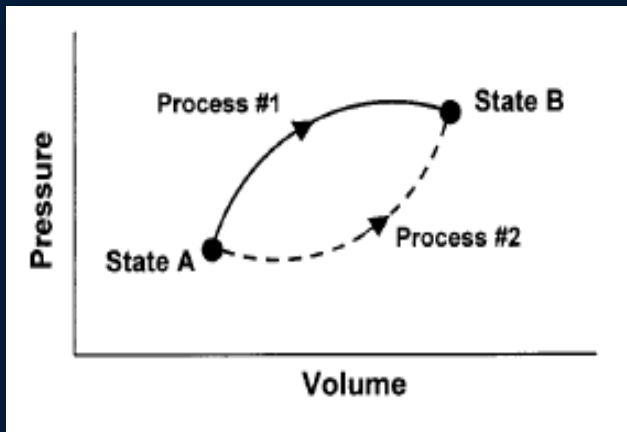 Process #1
State B
Pressure
State A
Process #2
Volume